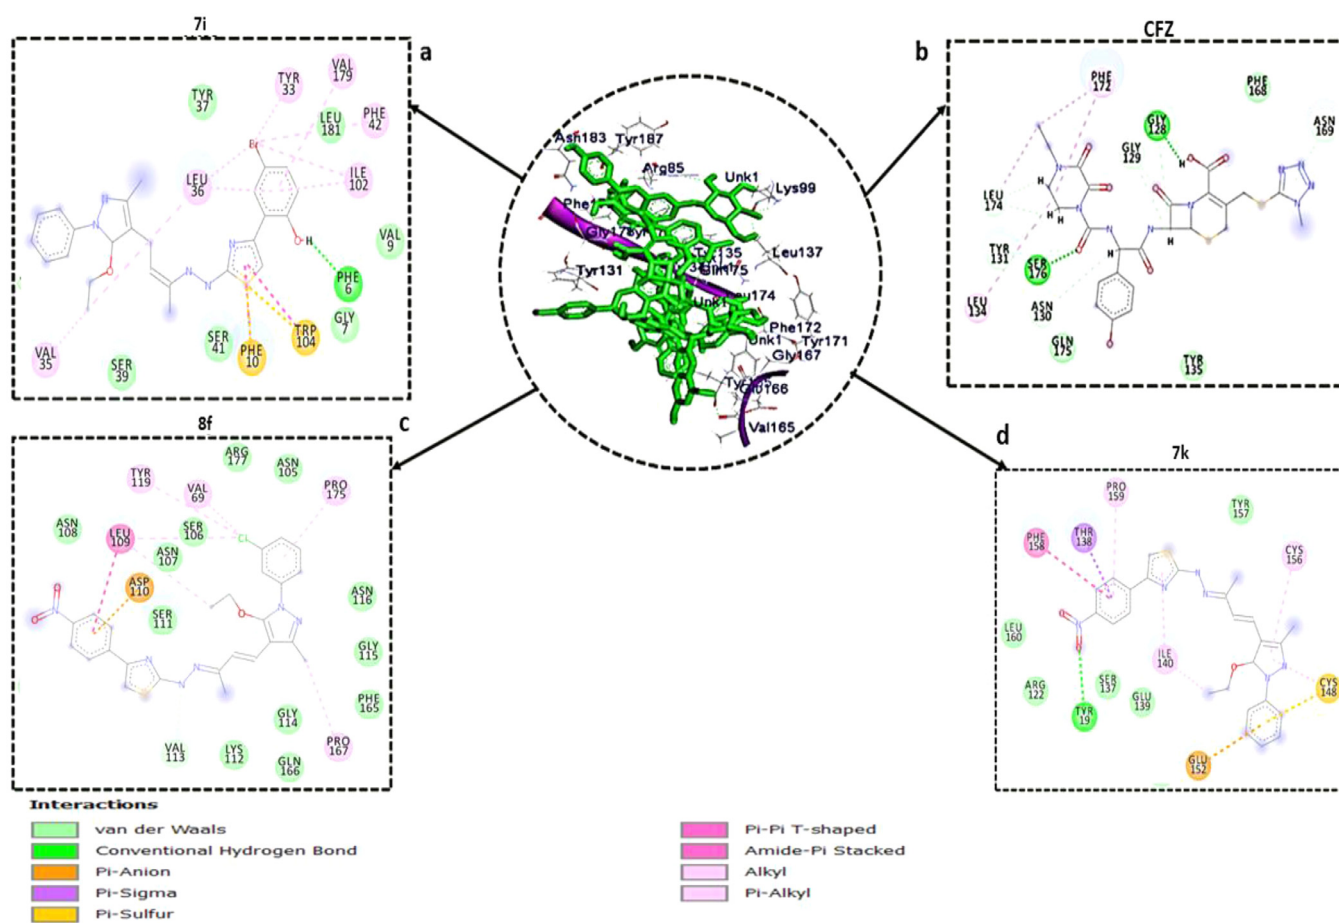 7i
a
TYR
33
VAL
179
TYR
37
LEU
181
PHE
42
Br
LEU
36
ILE
102
N
N
O
O
H
VAL
9
N
N
N
PHE
6
GLY
7
VAL
35
SER
39
SER
41
PHE
10
TRP
104
Asn183
Tyr187
Arg85
Unk1
Lys99
Leu137
Tyr131
Unk1
Phe172
Unk1
Tyr171
Gly167
Val165
b
CFZ
PHE
172
PHE
168
GLY
128
ASN
169
GLY
129
LEU
174
TYR
131
SER
176
LEU
134
ASN
130
GLN
175
TYR
135
c
8f
ARG
177
ASN
105
TYR
119
VAL
69
PRO
175
ASN
108
SER
106
LEU
109
ASN
107
Cl
ASP
110
ASN
116
SER
111
GLY
115
PHE
165
GLY
114
VAL
113
LYS
112
GLN
166
PRO
167
d
7k
PRO
159
TYR
157
PHE
158
THR
138
CYS
156
LEU
160
ILE
140
ARG
122
SER
137
GLU
139
TYR
19
CYS
148
GLU
152
Interactions
van der Waals
Conventional Hydrogen Bond
Pi-Anion
Pi-Sigma
Pi-Sulfur
Pi-Pi T-shaped
Amide-Pi Stacked
Alkyl
Pi-Alkyl